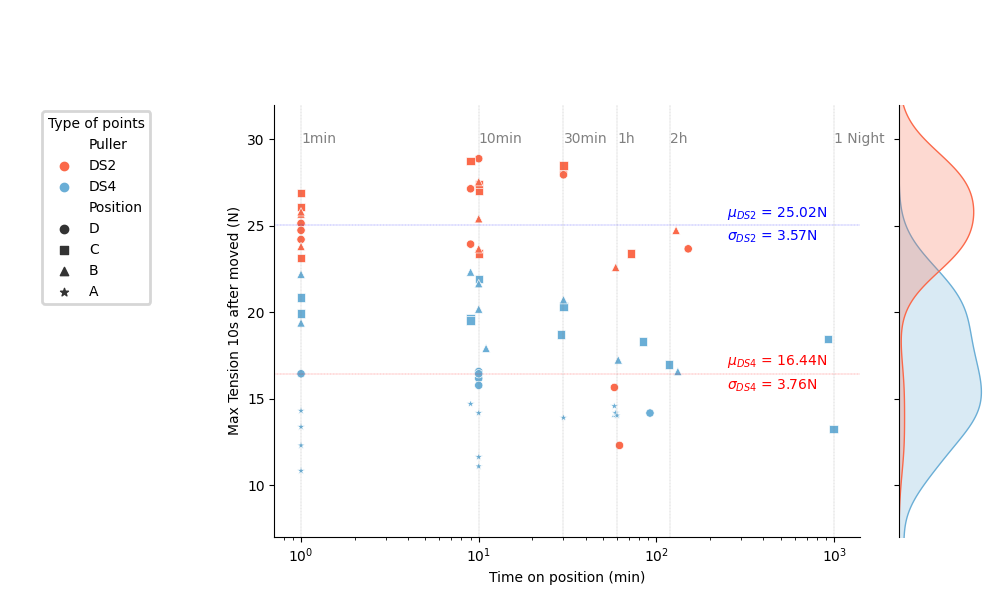 Type of points
Puller
DS2
DS4
Position
D
C
B
A
Max Tension 10s after moved (N)
30
25
20
15
10
1min
10min
30min
1h
2h
1 Night
μDS2 = 25.02N
σDS2 = 3.57N
μDS4 = 16.44N
σDS4 = 3.76N
10⁰
10¹
10²
10³
Time on position (min)